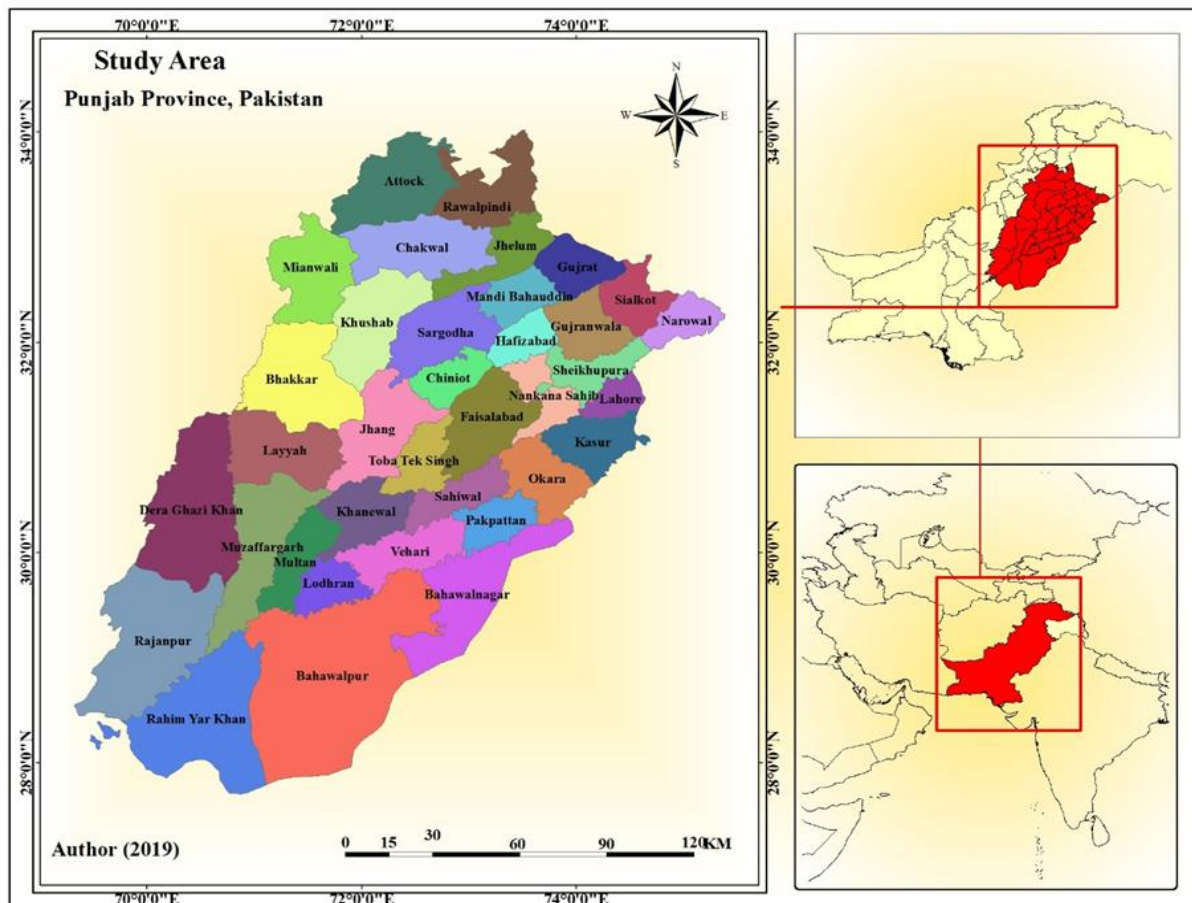 70°0'0"E 72°0'0"E 74°0'0"E
Study Area
Punjab Province, Pakistan
N
W E
S
34°0'0"N 34°0'0"N
Attock
Rawalpindi
Chakwal
Jhelum
Mianwali
Gujrat
Mandi Bahauddin
Sialkot
Khushab
Sargodha
Gujranwala
Narowal
Hafizabad
32°0'0"N 32°0'0"N
Bhakkar
Chiniot
Sheikhupura
Nankana Sahib
Lahore
Faisalabad
Jhang
Kasur
Layyah
Toba Tek Singh
Okara
Sahiwal
Dera Ghazi Khan
Khanewal
Pakpattan
Muzaffargarh
Vehari
30°0'0"N 30°0'0"N
Multan
Lodhran
Bahawalnagar
Rajanpur
Bahawalpur
Rahim Yar Khan
28°0'0"N 28°0'0"N
Author (2019)
0 15 30 60 90 120 KM
70°0'0"E 72°0'0"E 74°0'0"E